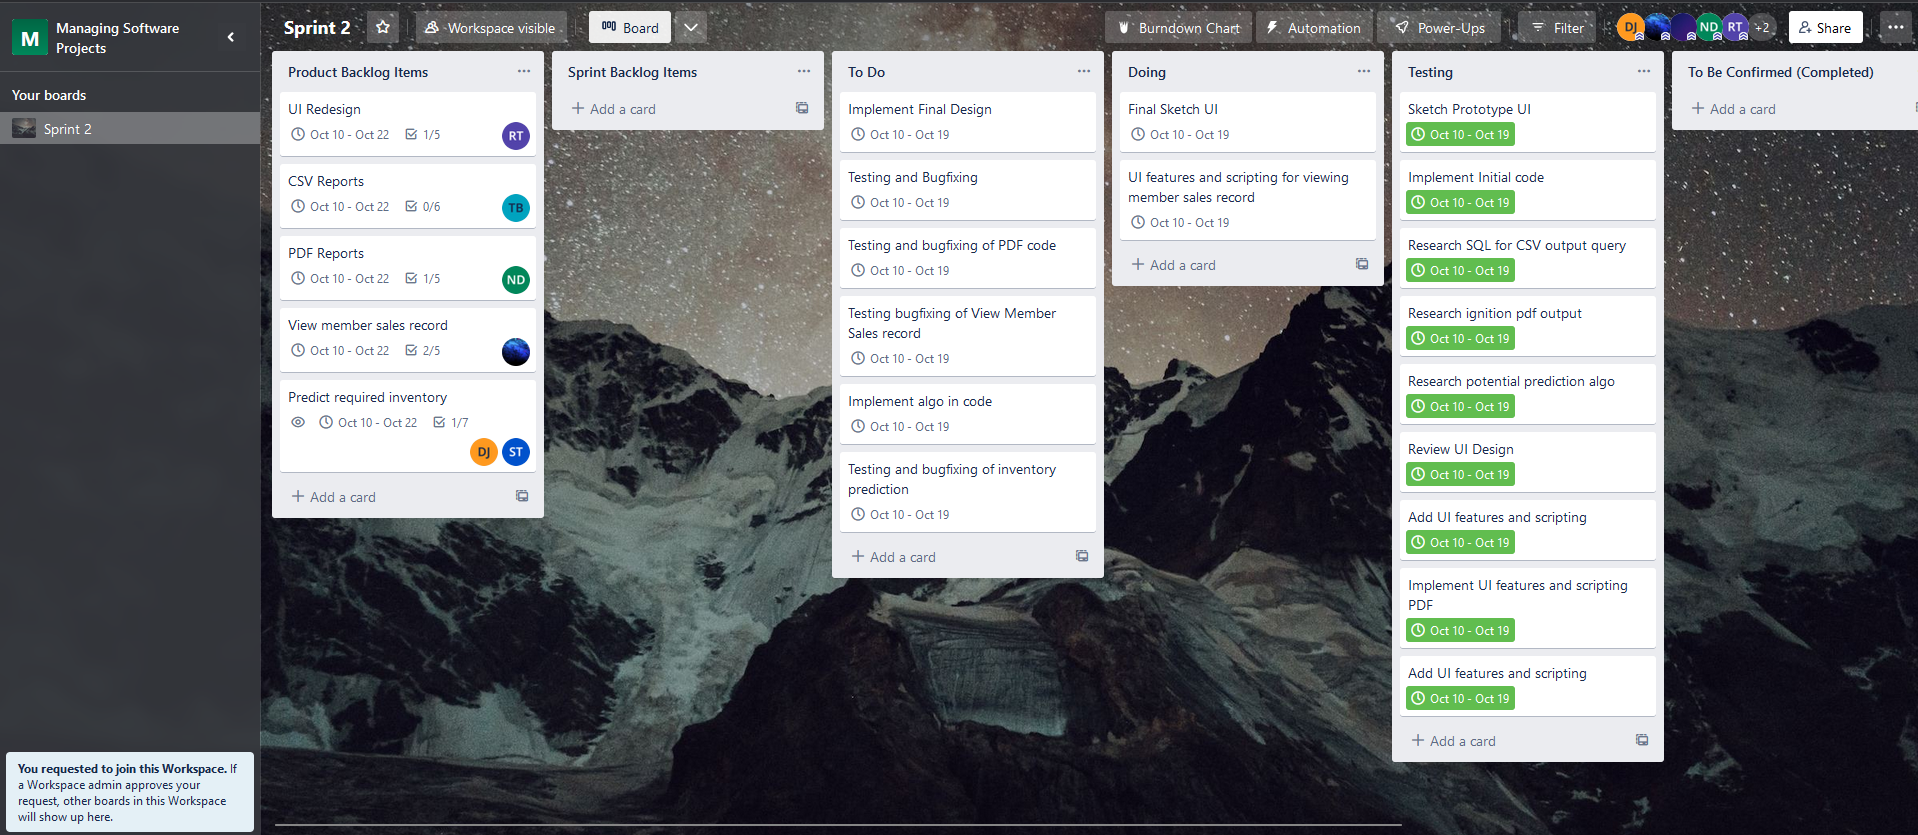 M
Managing Software
Projects
Your boards
Sprint 2
You requested to join this Workspace. If
a Workspace admin approves your
request, other boards in this Workspace
will show up here.
Sprint 2
Workspace visible
Board
Burndown Chart
Automation
Power-Ups
Filter
DJ
ND
RT
+2
Share
Product Backlog Items
UI Redesign
Oct 10 - Oct 22 1/5
RT
CSV Reports
Oct 10 - Oct 22 0/6
TB
PDF Reports
Oct 10 - Oct 22 1/5
ND
View member sales record
Oct 10 - Oct 22 2/5
Predict required inventory
Oct 10 - Oct 22 1/7
DJ ST
Add a card
Sprint Backlog Items
Add a card
To Do
Implement Final Design
Oct 10 - Oct 19
Testing and Bugfixing
Oct 10 - Oct 19
Testing and bugfixing of PDF code
Oct 10 - Oct 19
Testing bugfixing of View Member
Sales record
Oct 10 - Oct 19
Implement algo in code
Oct 10 - Oct 19
Testing and bugfixing of inventory
prediction
Oct 10 - Oct 19
Add a card
Doing
Final Sketch UI
Oct 10 - Oct 19
UI features and scripting for viewing
member sales record
Oct 10 - Oct 19
Add a card
Testing
Sketch Prototype UI
Oct 10 - Oct 19
Implement Initial code
Oct 10 - Oct 19
Research SQL for CSV output query
Oct 10 - Oct 19
Research ignition pdf output
Oct 10 - Oct 19
Research potential prediction algo
Oct 10 - Oct 19
Review UI Design
Oct 10 - Oct 19
Add UI features and scripting
Oct 10 - Oct 19
Implement UI features and scripting
PDF
Oct 10 - Oct 19
Add UI features and scripting
Oct 10 - Oct 19
Add a card
To Be Confirmed (Completed)
Add a card